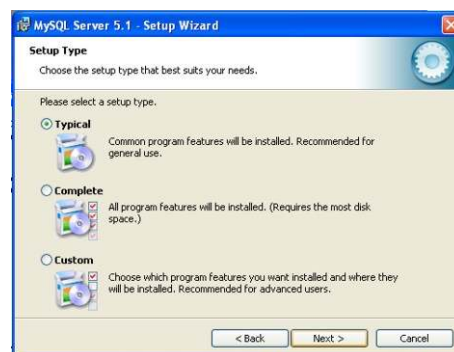 MySQL Server 5.1 - Setup Wizard
Setup Type
Choose the setup type that best suits your needs.
Please select a setup type.
Typical
Common program features will be installed. Recommended for
general use.
Complete
All program features will be installed. (Requires the most disk
space.)
Custom
Choose which program features you want installed and where they
will be installed. Recommended for advanced users.
< Back
Next >
Cancel